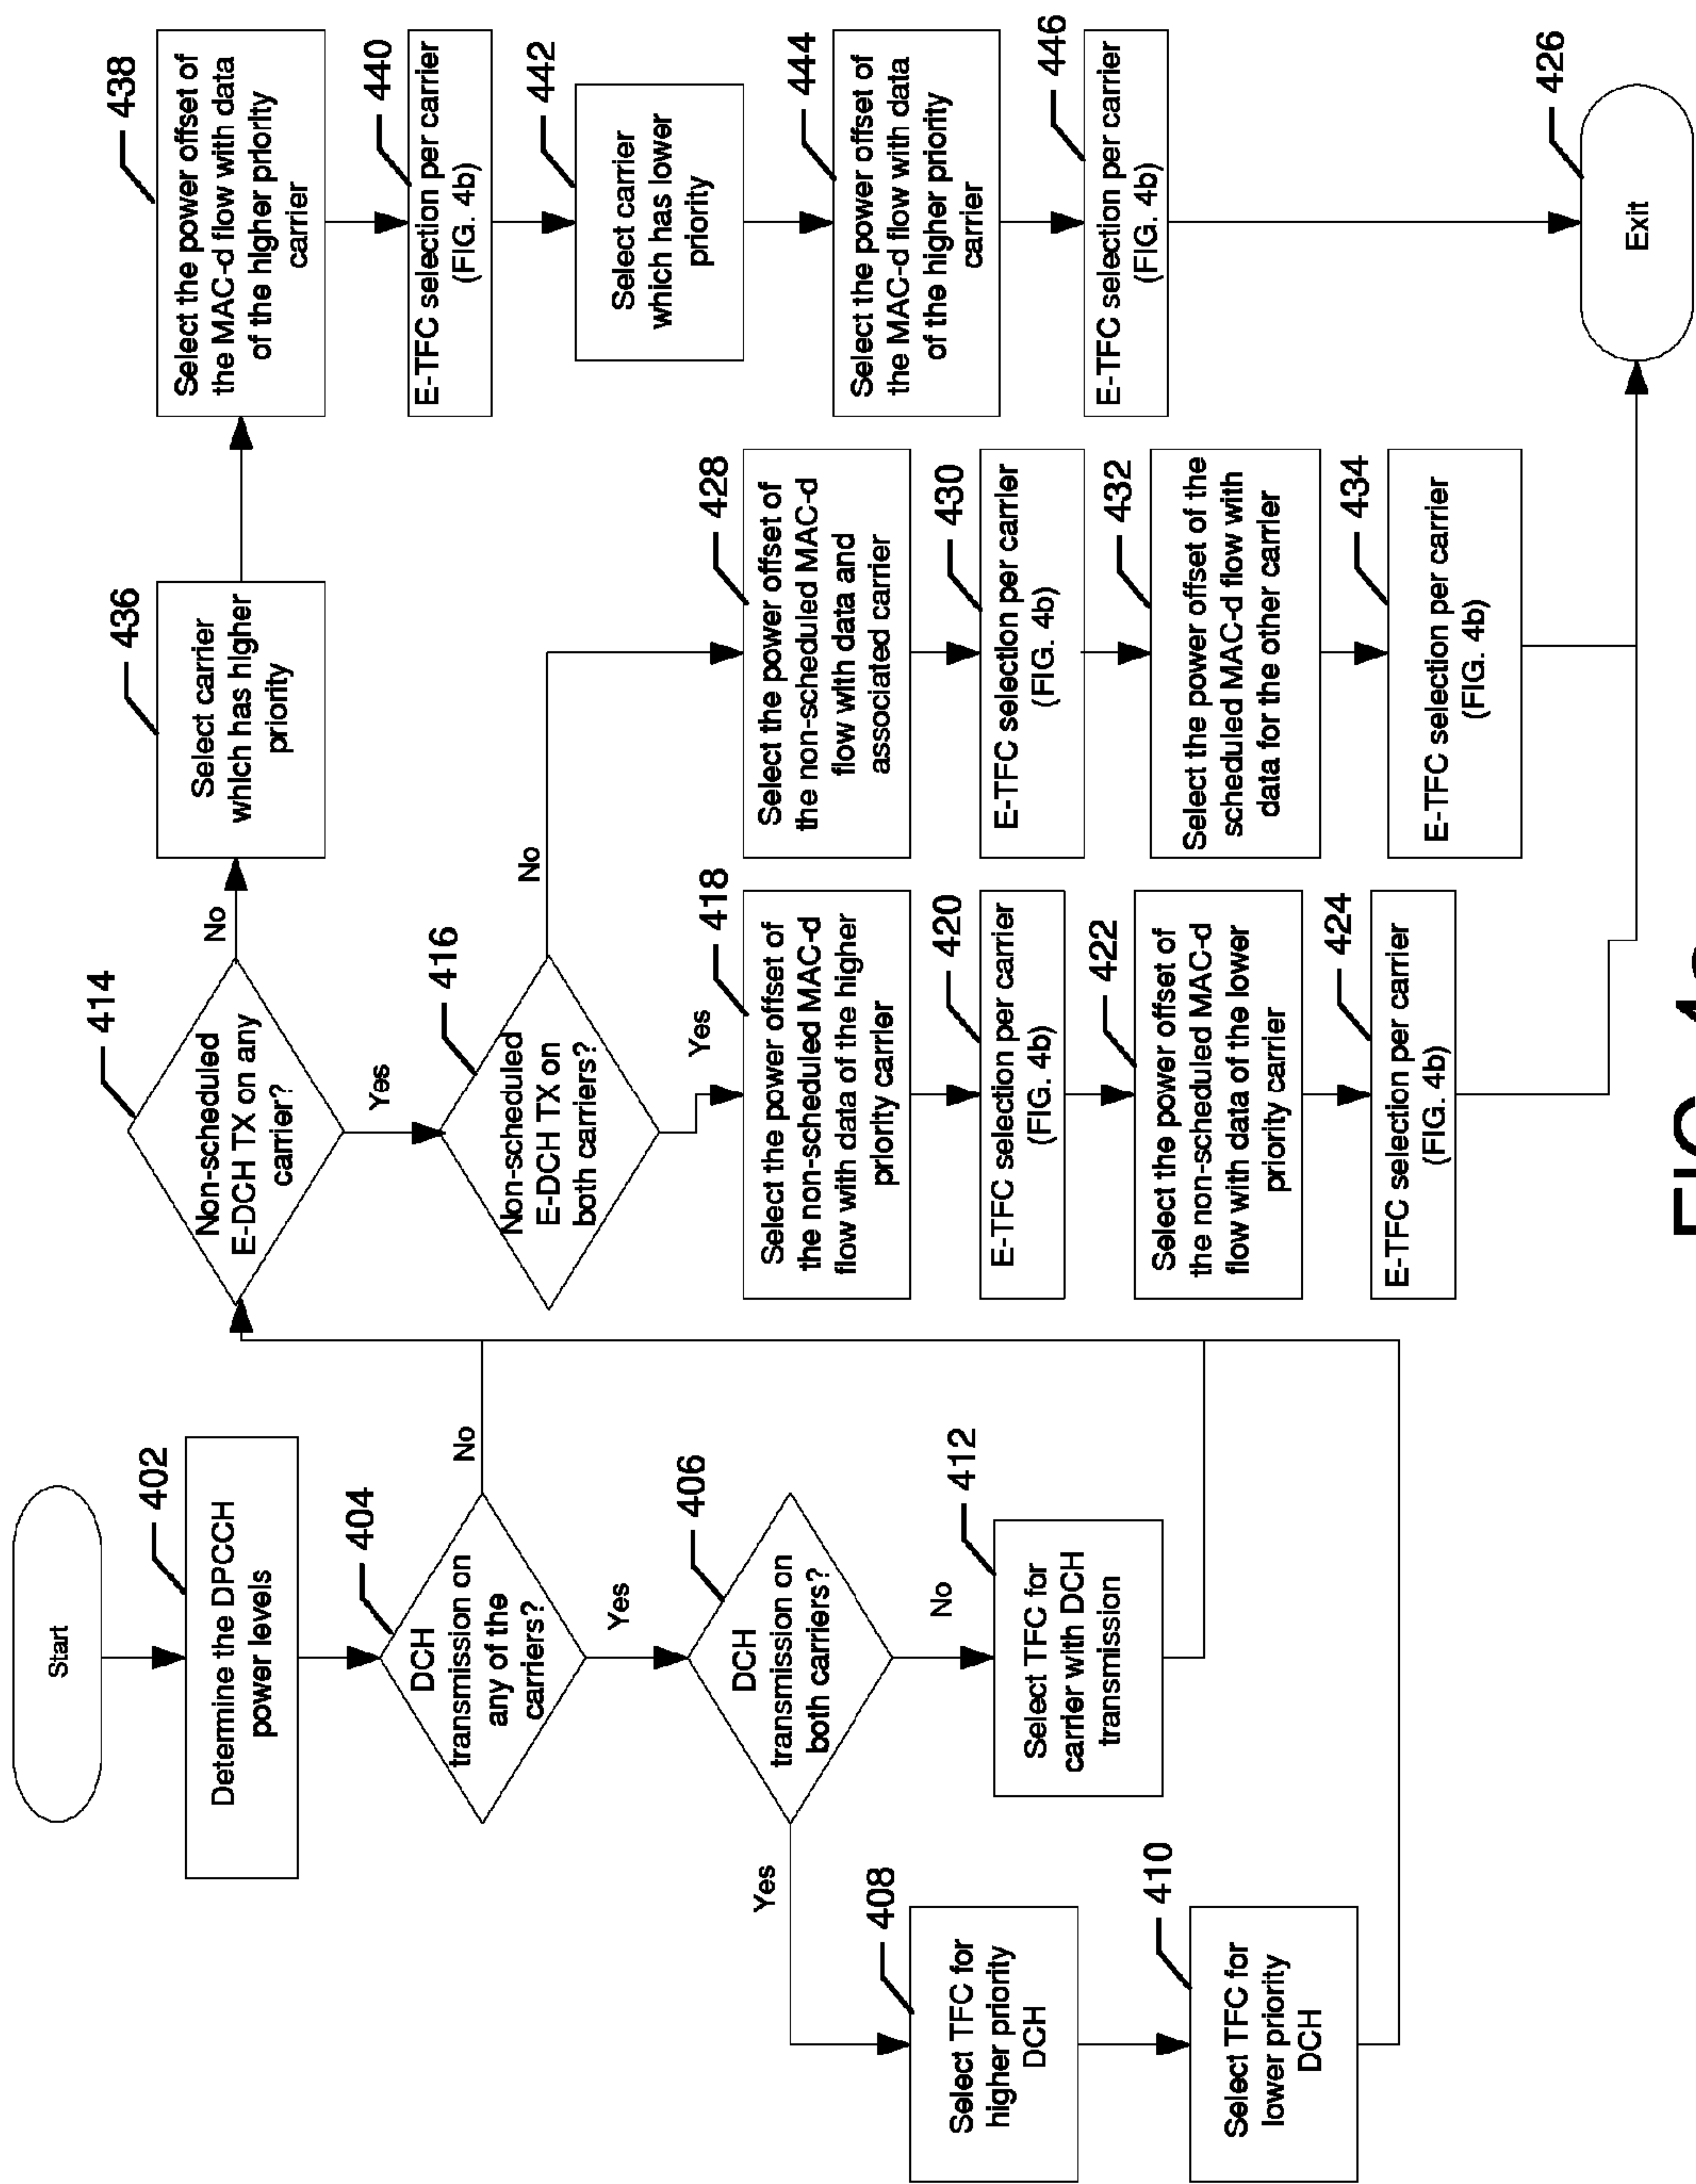 Start
402
Determine the DPCCH
power levels
404
DCH
transmission on
any of the
carriers?
No
Yes
406
DCH
transmission on
both carriers?
Yes
No
408
Select TFC for
higher priority
DCH
410
Select TFC for
lower priority
DCH
412
Select TFC for
carrier with DCH
transmission
414
Non-scheduled
E-DCH TX on any
carrier?
No
Yes
416
Non-scheduled
E-DCH TX on
both carriers?
No
Yes
418
Select the power offset of
the non-scheduled MAC-d
flow with data of the higher
priority carrier
420
E-TFC selection per carrier
(FIG. 4b)
422
Select the power offset of
the non-scheduled MAC-d
flow with data of the lower
priority carrier
424
E-TFC selection per carrier
(FIG. 4b)
428
Select the power offset of
the non-scheduled MAC-d
flow with data and
associated carrier
430
E-TFC selection per carrier
(FIG. 4b)
432
Select the power offset of the
scheduled MAC-d flow with
data for the other carrier
434
E-TFC selection per carrier
(FIG. 4b)
436
Select carrier
which has higher
priority
438
Select the power offset of
the MAC-d flow with data
of the higher priority
carrier
440
E-TFC selection per carrier
(FIG. 4b)
442
Select carrier
which has lower
priority
444
Select the power offset of
the MAC-d flow with data
of the higher priority
carrier
446
E-TFC selection per carrier
(FIG. 4b)
426
Exit